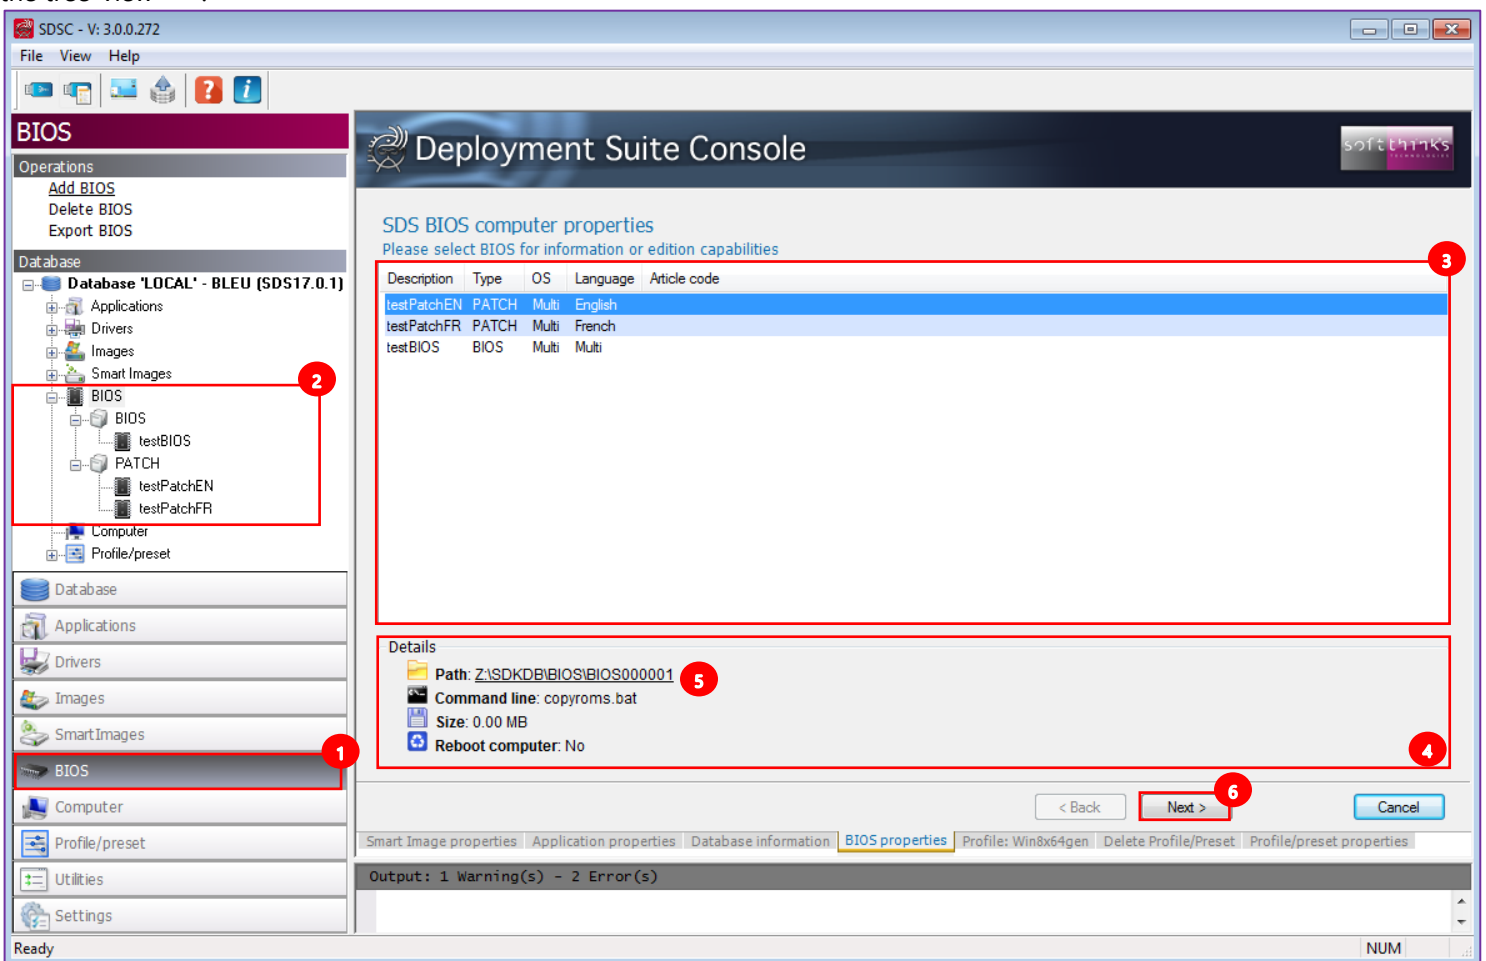 the tree-view
SDSC - V: 3.0.0.272
File View Help
BIOS
Operations
Add BIOS
Delete BIOS
Export BIOS
Database
Database 'LOCAL' - BLEU (SDS17.0.1)
Applications
Drivers
Images
Smart Images
2
BIOS
BIOS
testBIOS
PATCH
testPatchEN
testPatchFR
Computer
Profile/preset
Database
Applications
Drivers
Images
SmartImages
1
BIOS
Computer
Profile/preset
Utilities
Settings
Deployment Suite Console
softthinks
TECHNOLOGIES
SDS BIOS computer properties
Please select BIOS for information or edition capabilities
3
Description Type OS Language Article code
testPatchEN PATCH Multi English
testPatchFR PATCH Multi French
testBIOS BIOS Multi Multi
Details
Path: Z:\SDKDB\BIOS\BIOS000001
5
Command line: copyroms.bat
Size: 0.00 MB
Reboot computer: No
4
6
< Back Next > Cancel
Smart Image properties Application properties Database information BIOS properties Profile: Win8x64gen Delete Profile/Preset Profile/preset properties
Output: 1 Warning(s) - 2 Error(s)
Ready NUM